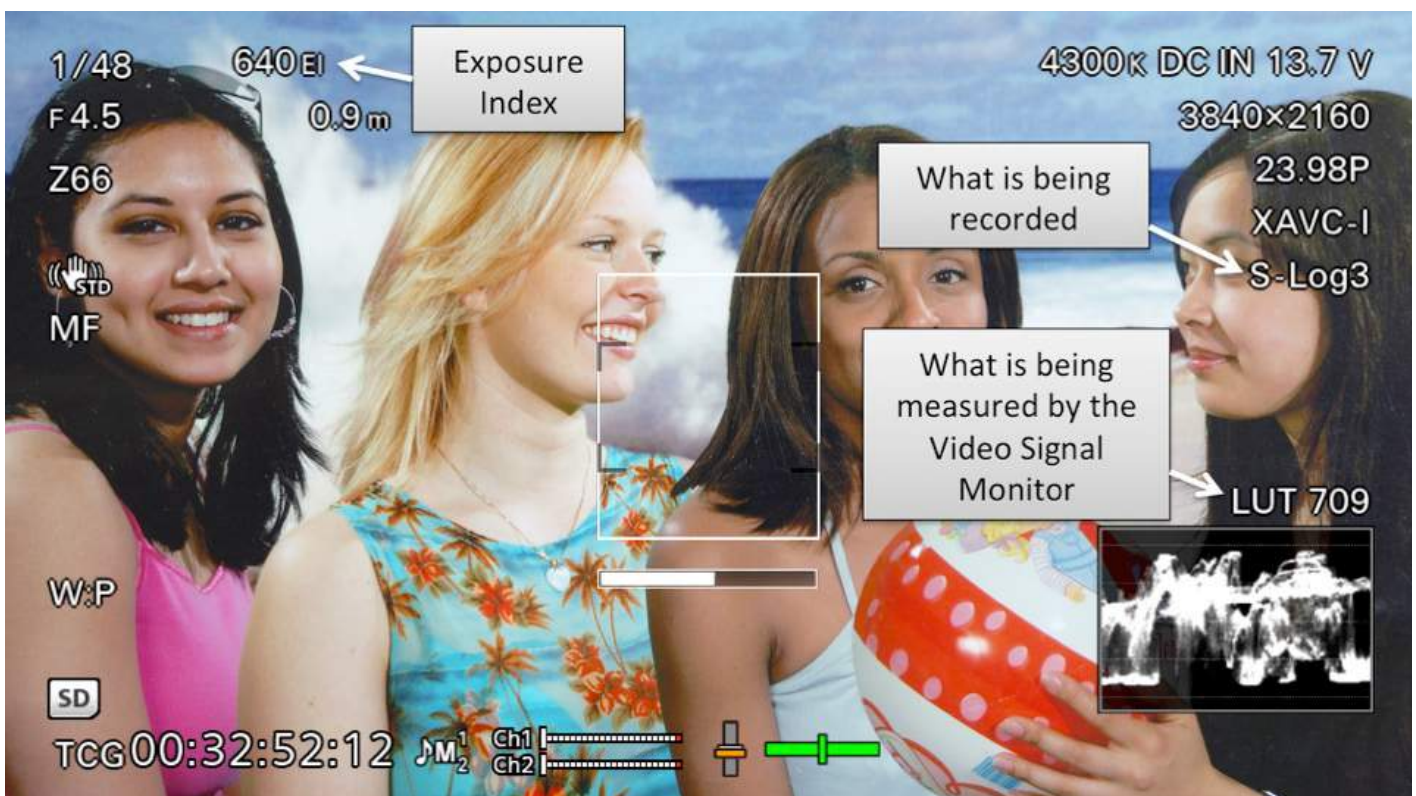 1/48
640EI
Exposure
Index
4300K DC IN 13.7 V
F4.5
0.9m
3840×2160
Z66
What is being
recorded
23.98P
XAVC-I
STD
S-Log3
MF
What is being
measured by the
Video Signal
Monitor
LUT 709
W:P
SD
TCG00:32:52:12
M 1 2
Ch1
Ch2